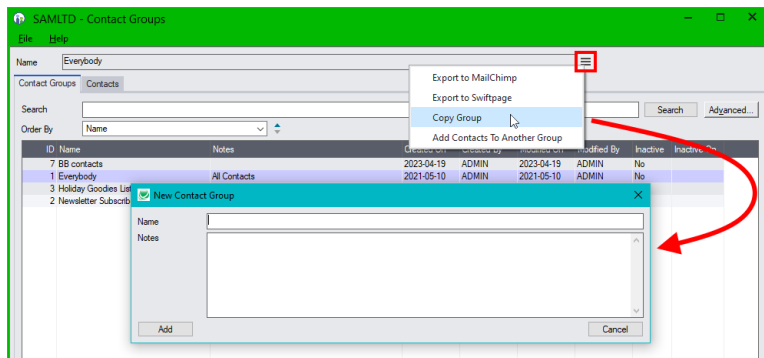 SAMLTD - Contact Groups
File Help
Name Everybody
Contact Groups Contacts
Export to MailChimp
Export to Swiftpage
Copy Group
Add Contacts To Another Group
Search Search Advanced...
Order By Name
ID Name Notes Created On Created By Modified On Modified By Inactive Inactive On
7 BB contacts 2023-04-19 ADMIN 2023-04-19 ADMIN No
1 Everybody All Contacts 2021-05-10 ADMIN 2021-05-10 ADMIN No
3 Holiday Goodies List
2 Newsletter Subscrib
New Contact Group
Name
Notes
Add Cancel